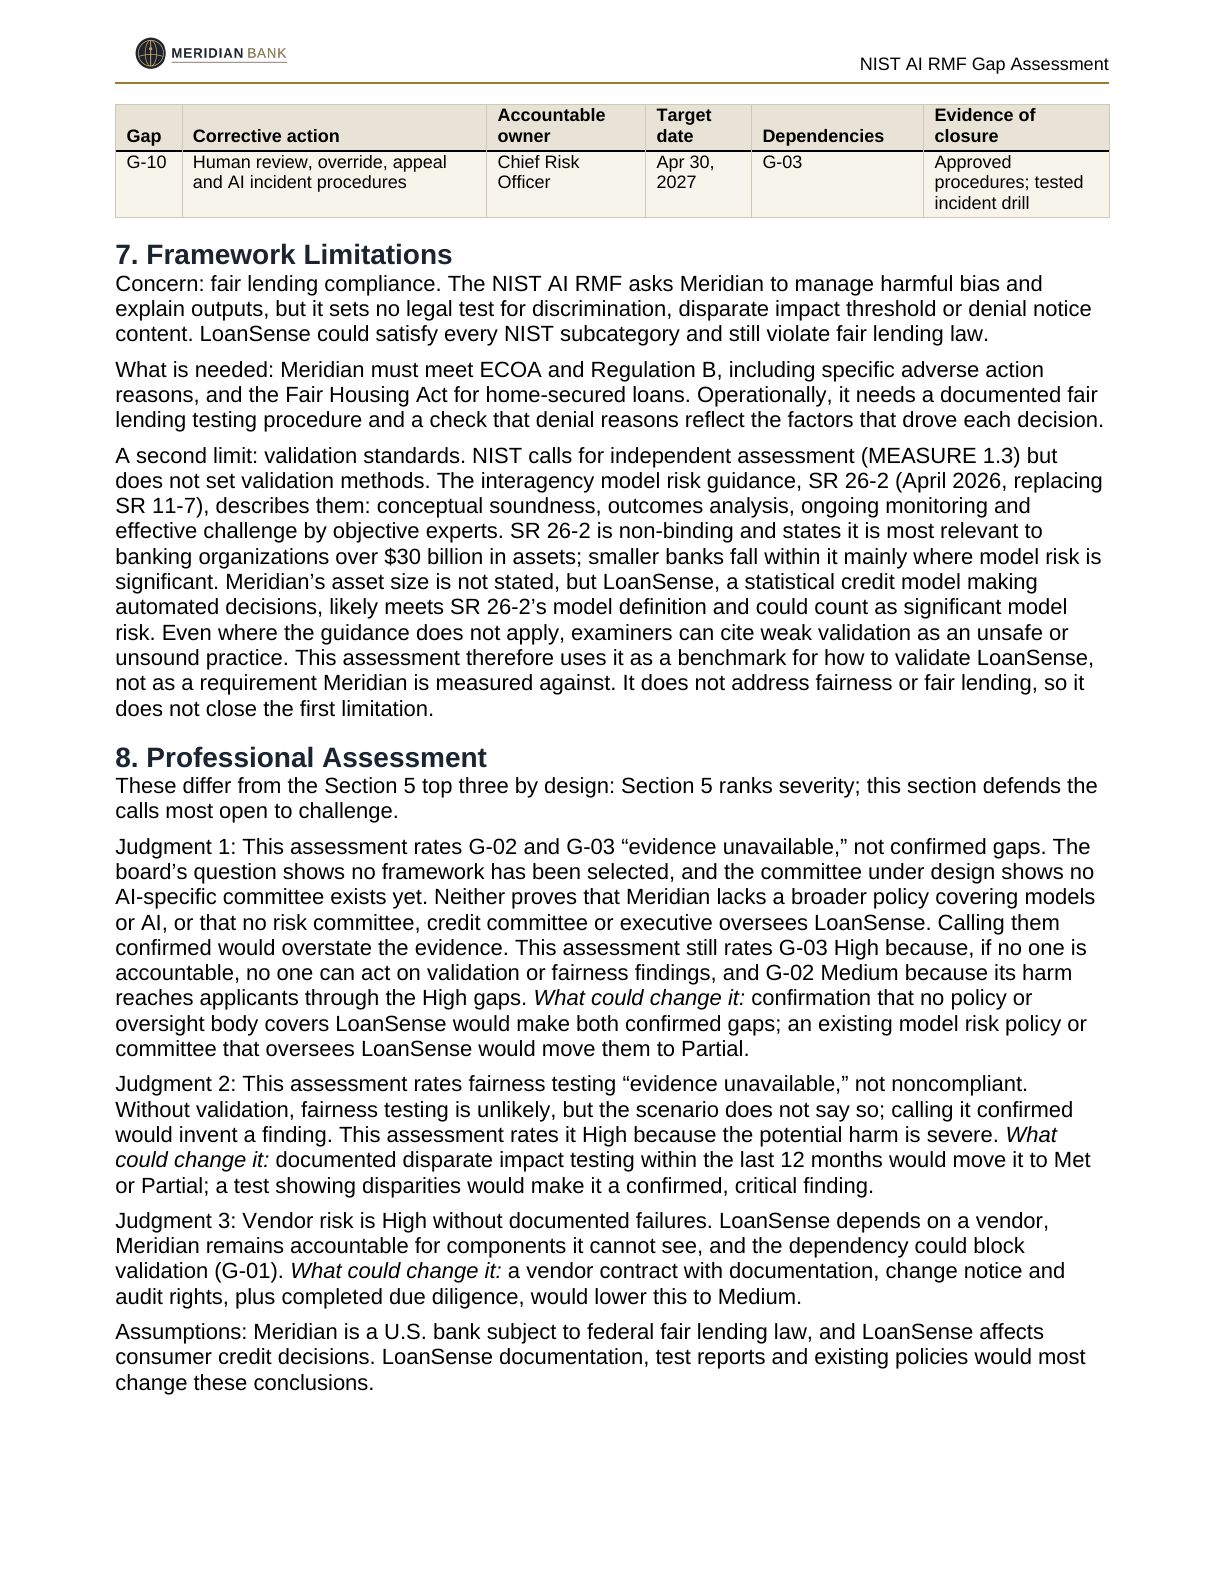 MERIDIAN BANK
NIST AI RMF Gap Assessment
Gap Corrective action Accountable owner Target date Dependencies Evidence of closure
G-10 Human review, override, appeal and AI incident procedures Chief Risk Officer Apr 30, 2027 G-03 Approved procedures; tested incident drill
7. Framework Limitations
Concern: fair lending compliance. The NIST AI RMF asks Meridian to manage harmful bias and
explain outputs, but it sets no legal test for discrimination, disparate impact threshold or denial notice
content. LoanSense could satisfy every NIST subcategory and still violate fair lending law.
What is needed: Meridian must meet ECOA and Regulation B, including specific adverse action
reasons, and the Fair Housing Act for home-secured loans. Operationally, it needs a documented fair
lending testing procedure and a check that denial reasons reflect the factors that drove each decision.
A second limit: validation standards. NIST calls for independent assessment (MEASURE 1.3) but
does not set validation methods. The interagency model risk guidance, SR 26-2 (April 2026, replacing
SR 11-7), describes them: conceptual soundness, outcomes analysis, ongoing monitoring and
effective challenge by objective experts. SR 26-2 is non-binding and states it is most relevant to
banking organizations over $30 billion in assets; smaller banks fall within it mainly where model risk is
significant. Meridian’s asset size is not stated, but LoanSense, a statistical credit model making
automated decisions, likely meets SR 26-2’s model definition and could count as significant model
risk. Even where the guidance does not apply, examiners can cite weak validation as an unsafe or
unsound practice. This assessment therefore uses it as a benchmark for how to validate LoanSense,
not as a requirement Meridian is measured against. It does not address fairness or fair lending, so it
does not close the first limitation.
8. Professional Assessment
These differ from the Section 5 top three by design: Section 5 ranks severity; this section defends the
calls most open to challenge.
Judgment 1: This assessment rates G-02 and G-03 “evidence unavailable,” not confirmed gaps. The
board’s question shows no framework has been selected, and the committee under design shows no
AI-specific committee exists yet. Neither proves that Meridian lacks a broader policy covering models
or AI, or that no risk committee, credit committee or executive oversees LoanSense. Calling them
confirmed would overstate the evidence. This assessment still rates G-03 High because, if no one is
accountable, no one can act on validation or fairness findings, and G-02 Medium because its harm
reaches applicants through the High gaps. What could change it: confirmation that no policy or
oversight body covers LoanSense would make both confirmed gaps; an existing model risk policy or
committee that oversees LoanSense would move them to Partial.
Judgment 2: This assessment rates fairness testing “evidence unavailable,” not noncompliant.
Without validation, fairness testing is unlikely, but the scenario does not say so; calling it confirmed
would invent a finding. This assessment rates it High because the potential harm is severe. What
could change it: documented disparate impact testing within the last 12 months would move it to Met
or Partial; a test showing disparities would make it a confirmed, critical finding.
Judgment 3: Vendor risk is High without documented failures. LoanSense depends on a vendor,
Meridian remains accountable for components it cannot see, and the dependency could block
validation (G-01). What could change it: a vendor contract with documentation, change notice and
audit rights, plus completed due diligence, would lower this to Medium.
Assumptions: Meridian is a U.S. bank subject to federal fair lending law, and LoanSense affects
consumer credit decisions. LoanSense documentation, test reports and existing policies would most
change these conclusions.